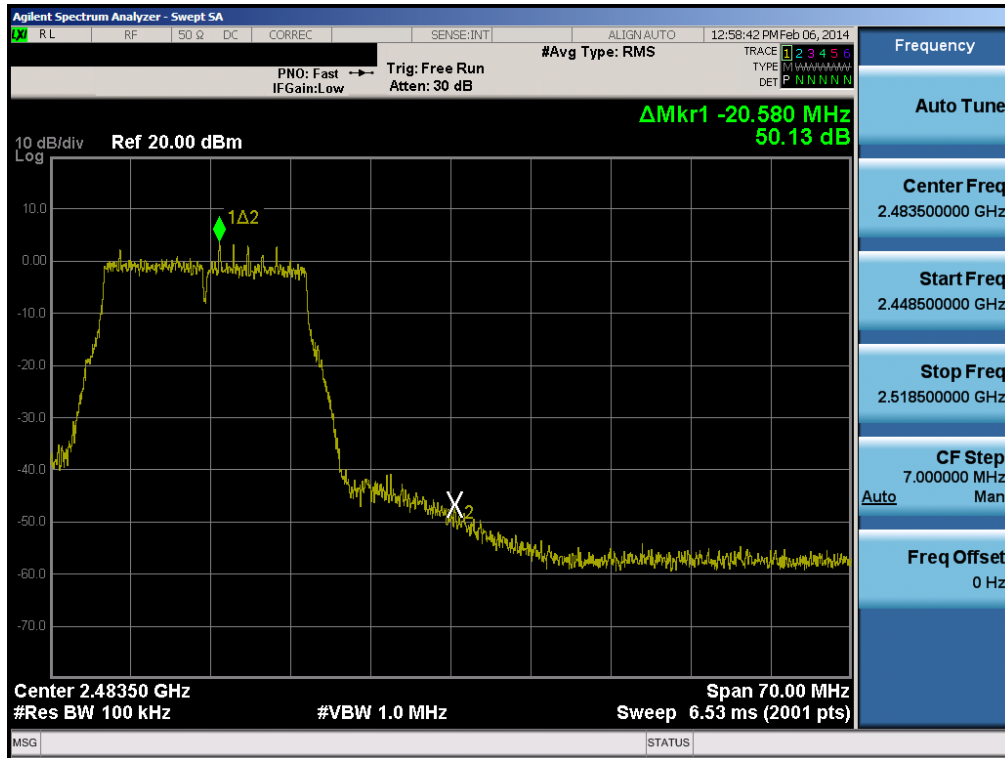 Agilent Spectrum Analyzer - Swept SA
LXI RL RF 50 Ω DC CORREC SENSE:INT ALIGN AUTO 12:58:42 PM Feb 06, 2014
#Avg Type: RMS
TRACE 1 2 3 4 5 6
PNO: Fast Trig: Free Run
TYPE M WWWWW
IFGain:Low Atten: 30 dB
DET P N N N N N
ΔMkr1 -20.580 MHz
50.13 dB
10 dB/div Ref 20.00 dBm
Log
10.0
1Δ2
0.00
-10.0
-20.0
-30.0
-40.0
X2
-50.0
-60.0
-70.0
Center 2.48350 GHz Span 70.00 MHz
#Res BW 100 kHz #VBW 1.0 MHz Sweep 6.53 ms (2001 pts)
MSG STATUS
Frequency
Auto Tune
Center Freq
2.483500000 GHz
Start Freq
2.448500000 GHz
Stop Freq
2.518500000 GHz
CF Step
7.000000 MHz
Auto Man
Freq Offset
0 Hz